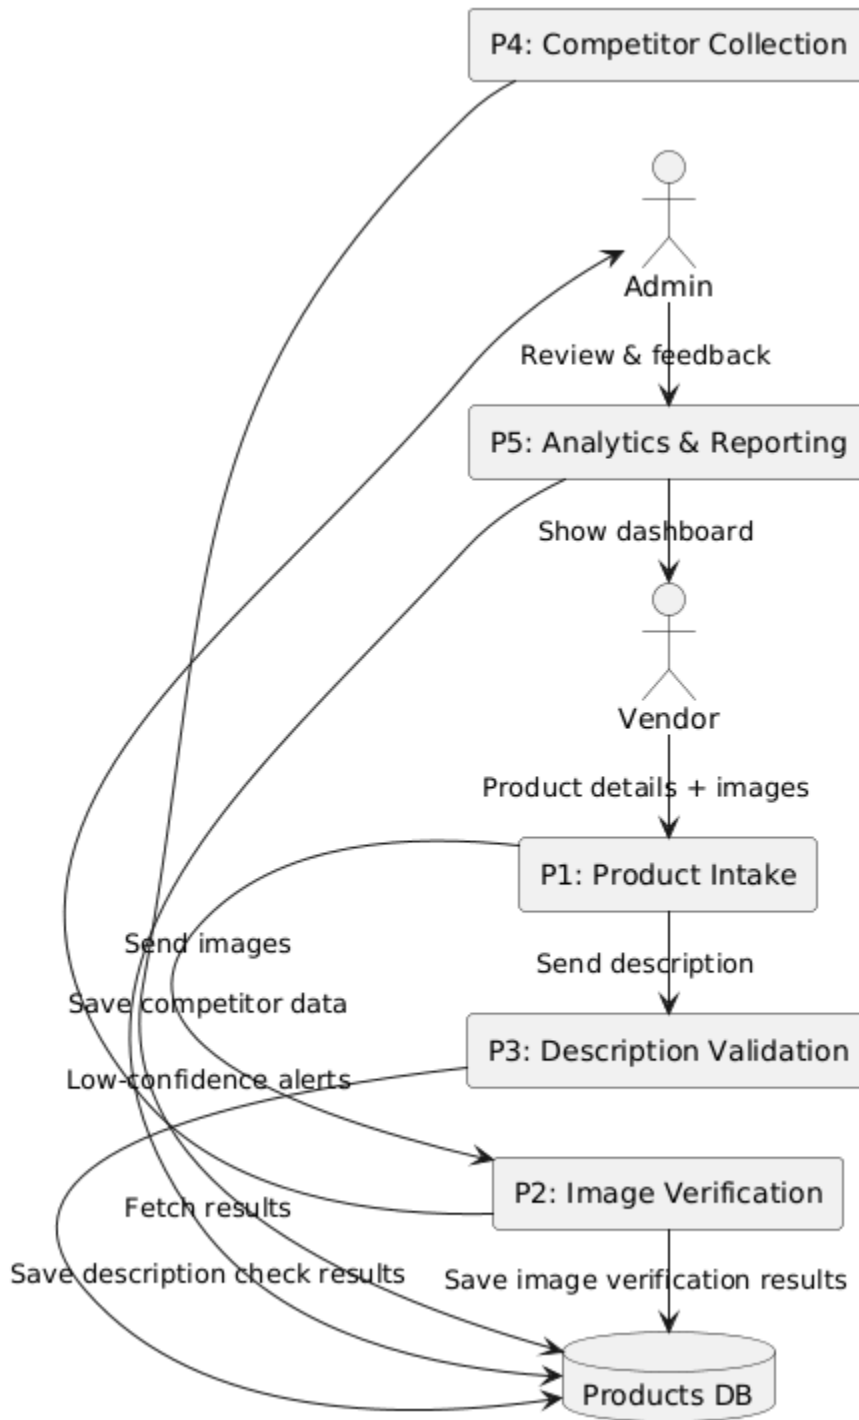 P4: Competitor Collection
Admin
Review & feedback
P5: Analytics & Reporting
Show dashboard
Vendor
Product details + images
P1: Product Intake
Send images
Send description
Save competitor data
P3: Description Validation
Low-confidence alerts
P2: Image Verification
Fetch results
Save description check results
Save image verification results
Products DB